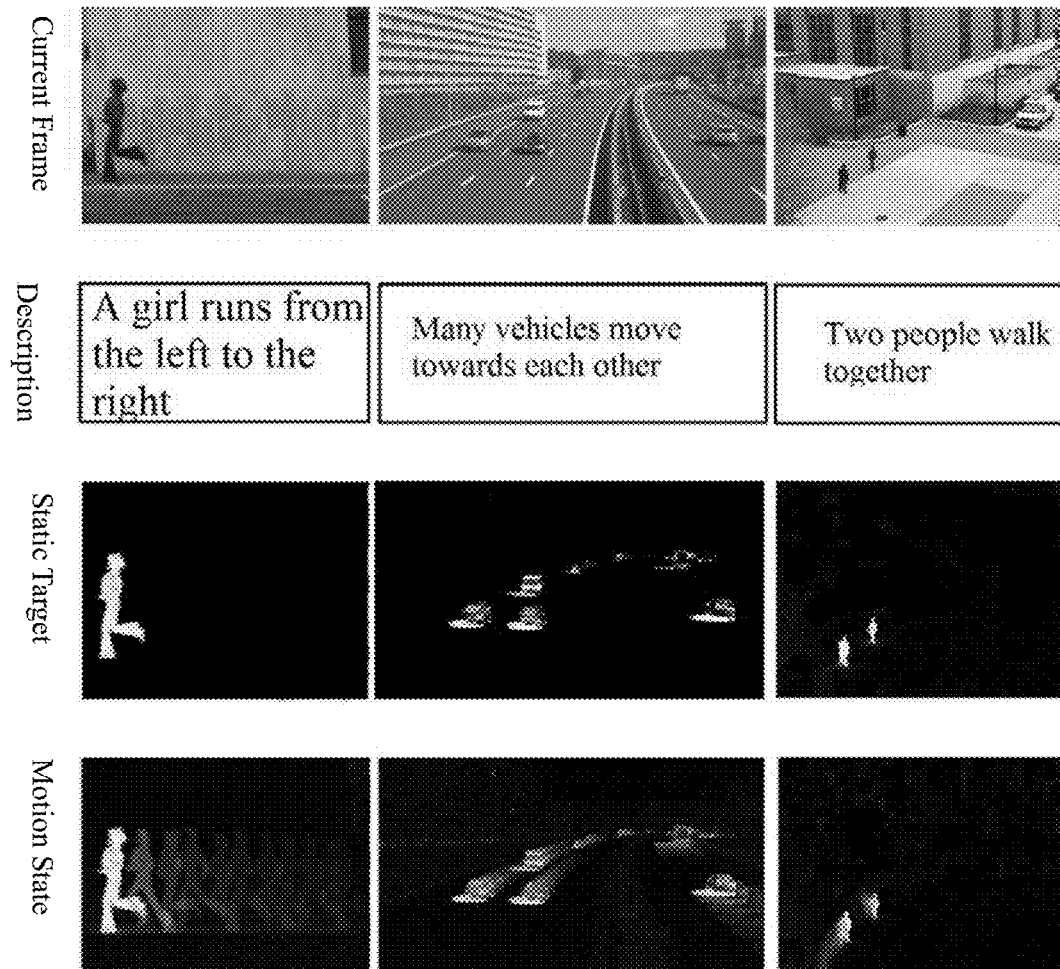 Current Frame
Description
A girl runs from
the left to the
right
Many vehicles move
towards each other
Two people walk
together
Static Target
Motion State